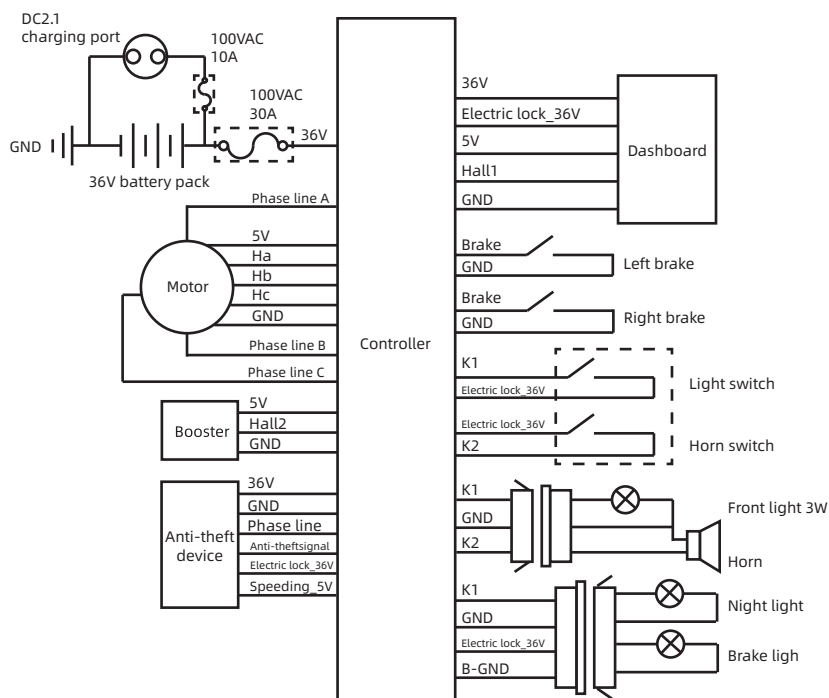 DC2.1
charging port
100VAC
10A
100VAC
30A
GND
36V
36V battery pack
Phase line A
5V
Ha
Hb
Hc
GND
Motor
Phase line B
Phase line C
Booster
5V
Hall2
GND
Anti-theft
device
36V
GND
Phase line
Anti-theftsignal
Electric lock_36V
Speeding_5V
Controller
36V
Electric lock_36V
5V
Hall1
GND
Dashboard
Brake
GND
Left brake
Brake
GND
Right brake
K1
Electric lock_36V
Light switch
Electric lock_36V
K2
Horn switch
K1
GND
K2
Front light 3W
Horn
K1
GND
Electric lock_36V
B-GND
Night light
Brake ligh